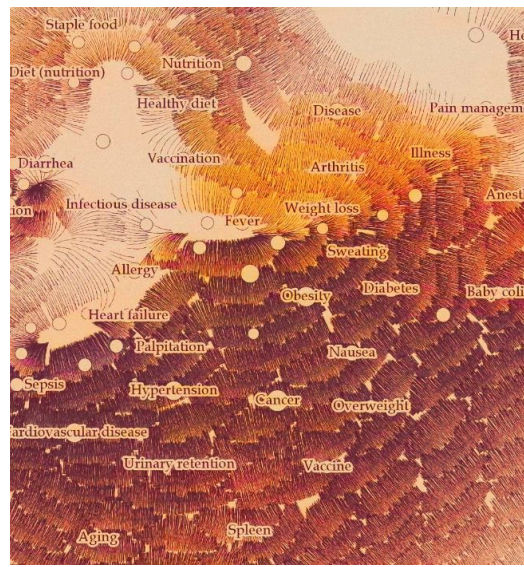 Staple food
Diet (nutrition)
Nutrition
Healthy diet
Disease
Pain managem
Illness
Vaccination
Arthritis
Diarrhea
Infectious disease
Weight loss
Anest
tion
Fever
Sweating
Allergy
Obesity
Diabetes
Baby coli
Heart failure
Palpitation
Nausea
Sepsis
Hypertension
Cancer
Overweight
Cardiovascular disease
Urinary retention
Vaccine
Spleen
Aging